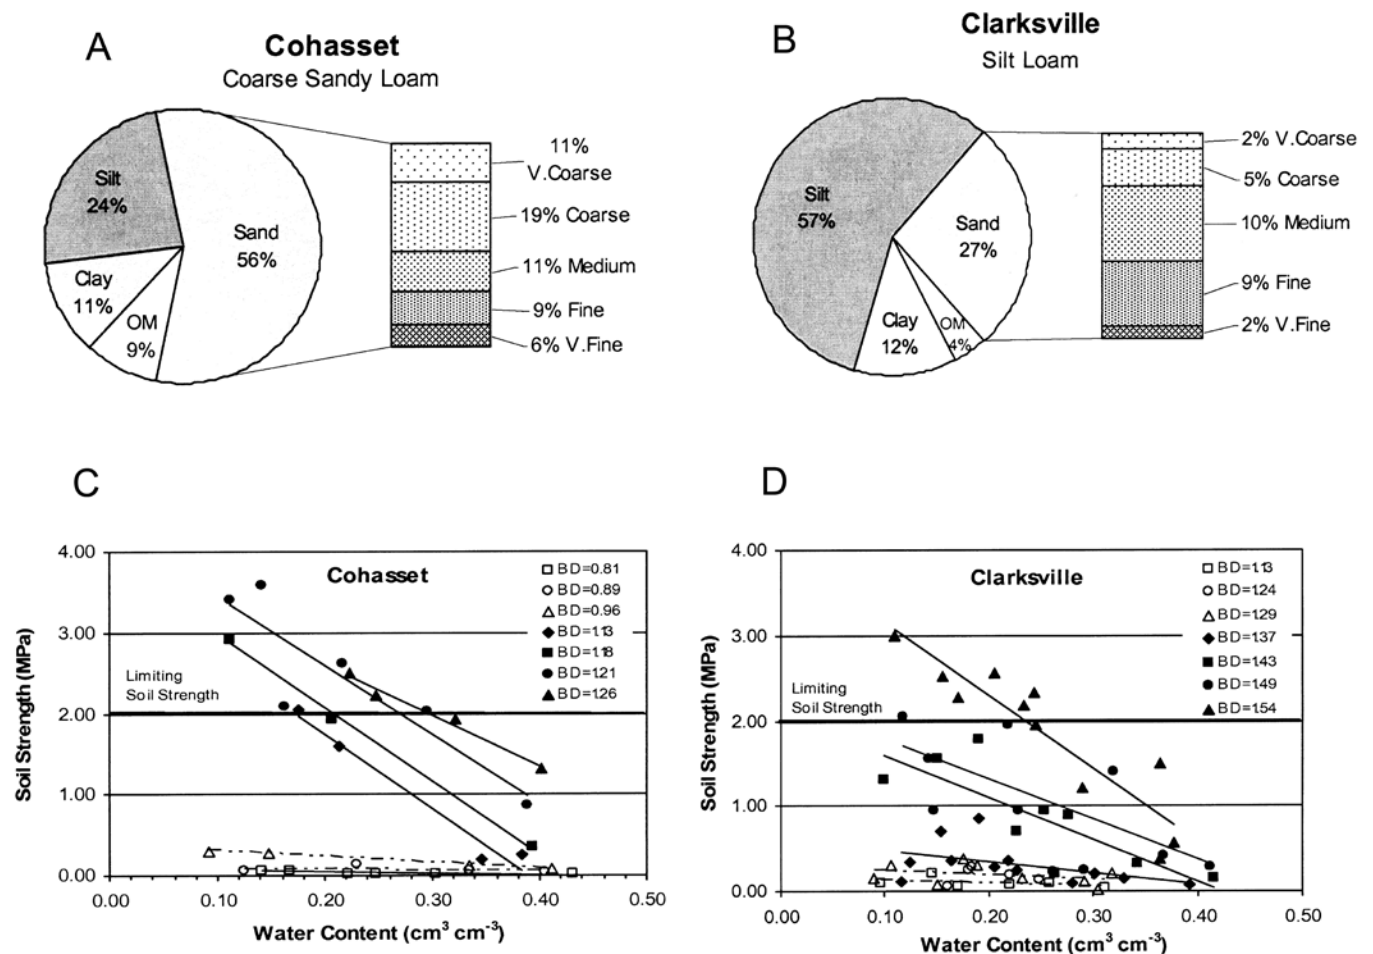 A
Cohasset
Coarse Sandy Loam
Silt
24%
Sand
56%
Clay
11%
OM
9%
11%
V.Coarse
19% Coarse
11% Medium
9% Fine
6% V.Fine
B
Clarksville
Silt Loam
Silt
57%
Sand
27%
Clay
12%
OM
4%
2% V.Coarse
5% Coarse
10% Medium
9% Fine
2% V.Fine
C
Soil Strength (MPa)
4.00
3.00
2.00
1.00
0.00
Cohasset
Limiting
Soil Strength
BD=0.81
BD=0.89
BD=0.96
BD=1.13
BD=1.18
BD=1.21
BD=1.26
0.00 0.10 0.20 0.30 0.40 0.50
Water Content (cm³ cm⁻³)
D
Soil Strength (MPa)
4.00
3.00
2.00
1.00
0.00
Clarksville
Limiting
Soil Strength
BD=1.13
BD=1.24
BD=1.29
BD=1.37
BD=1.43
BD=1.49
BD=1.54
0.00 0.10 0.20 0.30 0.40 0.50
Water Content (cm³ cm⁻³)